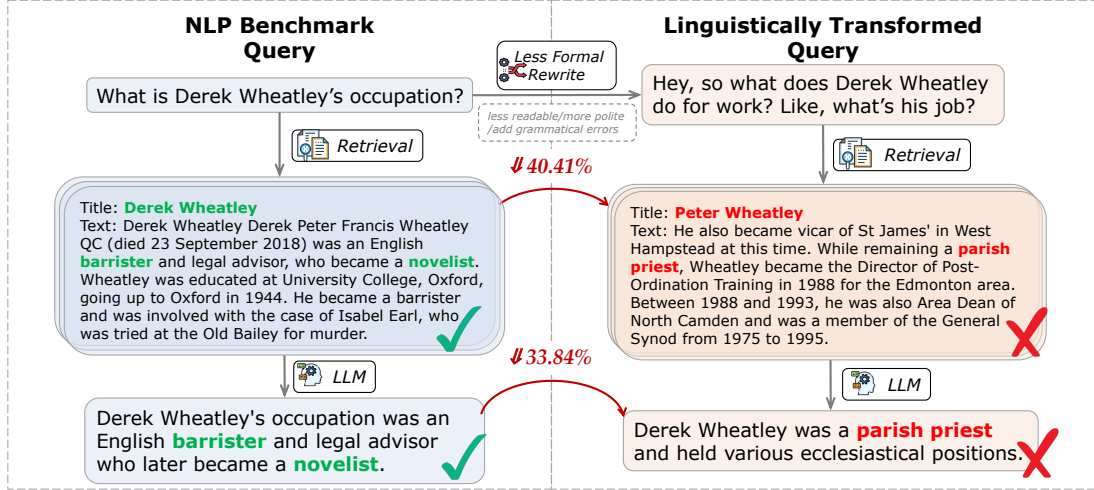 NLP Benchmark
Query
Linguistically Transformed
Query
Less Formal
Rewrite
What is Derek Wheatley's occupation?
less readable/more polite
/add grammatical errors
Hey, so what does Derek Wheatley
do for work? Like, what's his job?
Retrieval
Retrieval
⇓40.41%
Title: Derek Wheatley
Text: Derek Wheatley Derek Peter Francis Wheatley
QC (died 23 September 2018) was an English
barrister and legal advisor, who became a novelist.
Wheatley was educated at University College, Oxford,
going up to Oxford in 1944. He became a barrister
and was involved with the case of Isabel Earl, who
was tried at the Old Bailey for murder.
Title: Peter Wheatley
Text: He also became vicar of St James' in West
Hampstead at this time. While remaining a parish
priest, Wheatley became the Director of Post-
Ordination Training in 1988 for the Edmonton area.
Between 1988 and 1993, he was also Area Dean of
North Camden and was a member of the General
Synod from 1975 to 1995.
⇓33.84%
LLM
LLM
Derek Wheatley's occupation was an
English barrister and legal advisor
who later became a novelist.
Derek Wheatley was a parish priest
and held various ecclesiastical positions.